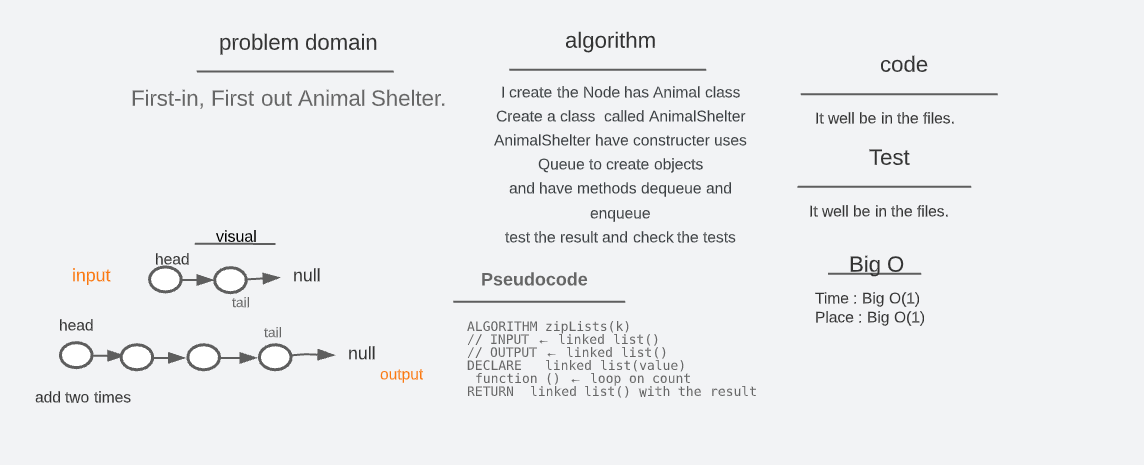 problem domain
First-in, First out Animal Shelter.
visual
head
input
null
tail
head
tail
null
output
add two times
algorithm
I create the Node has Animal class
Create a class called AnimalShelter
AnimalShelter have constructer uses
Queue to create objects
and have methods dequeue and
enqueue
test the result and check the tests
Pseudocode
ALGORITHM zipLists(k)
// INPUT ← linked list()
// OUTPUT ← linked list()
DECLARE linked list(value)
function () ← loop on count
RETURN linked list() with the result
code
It well be in the files.
Test
It well be in the files.
Big O
Time : Big O(1)
Place : Big O(1)